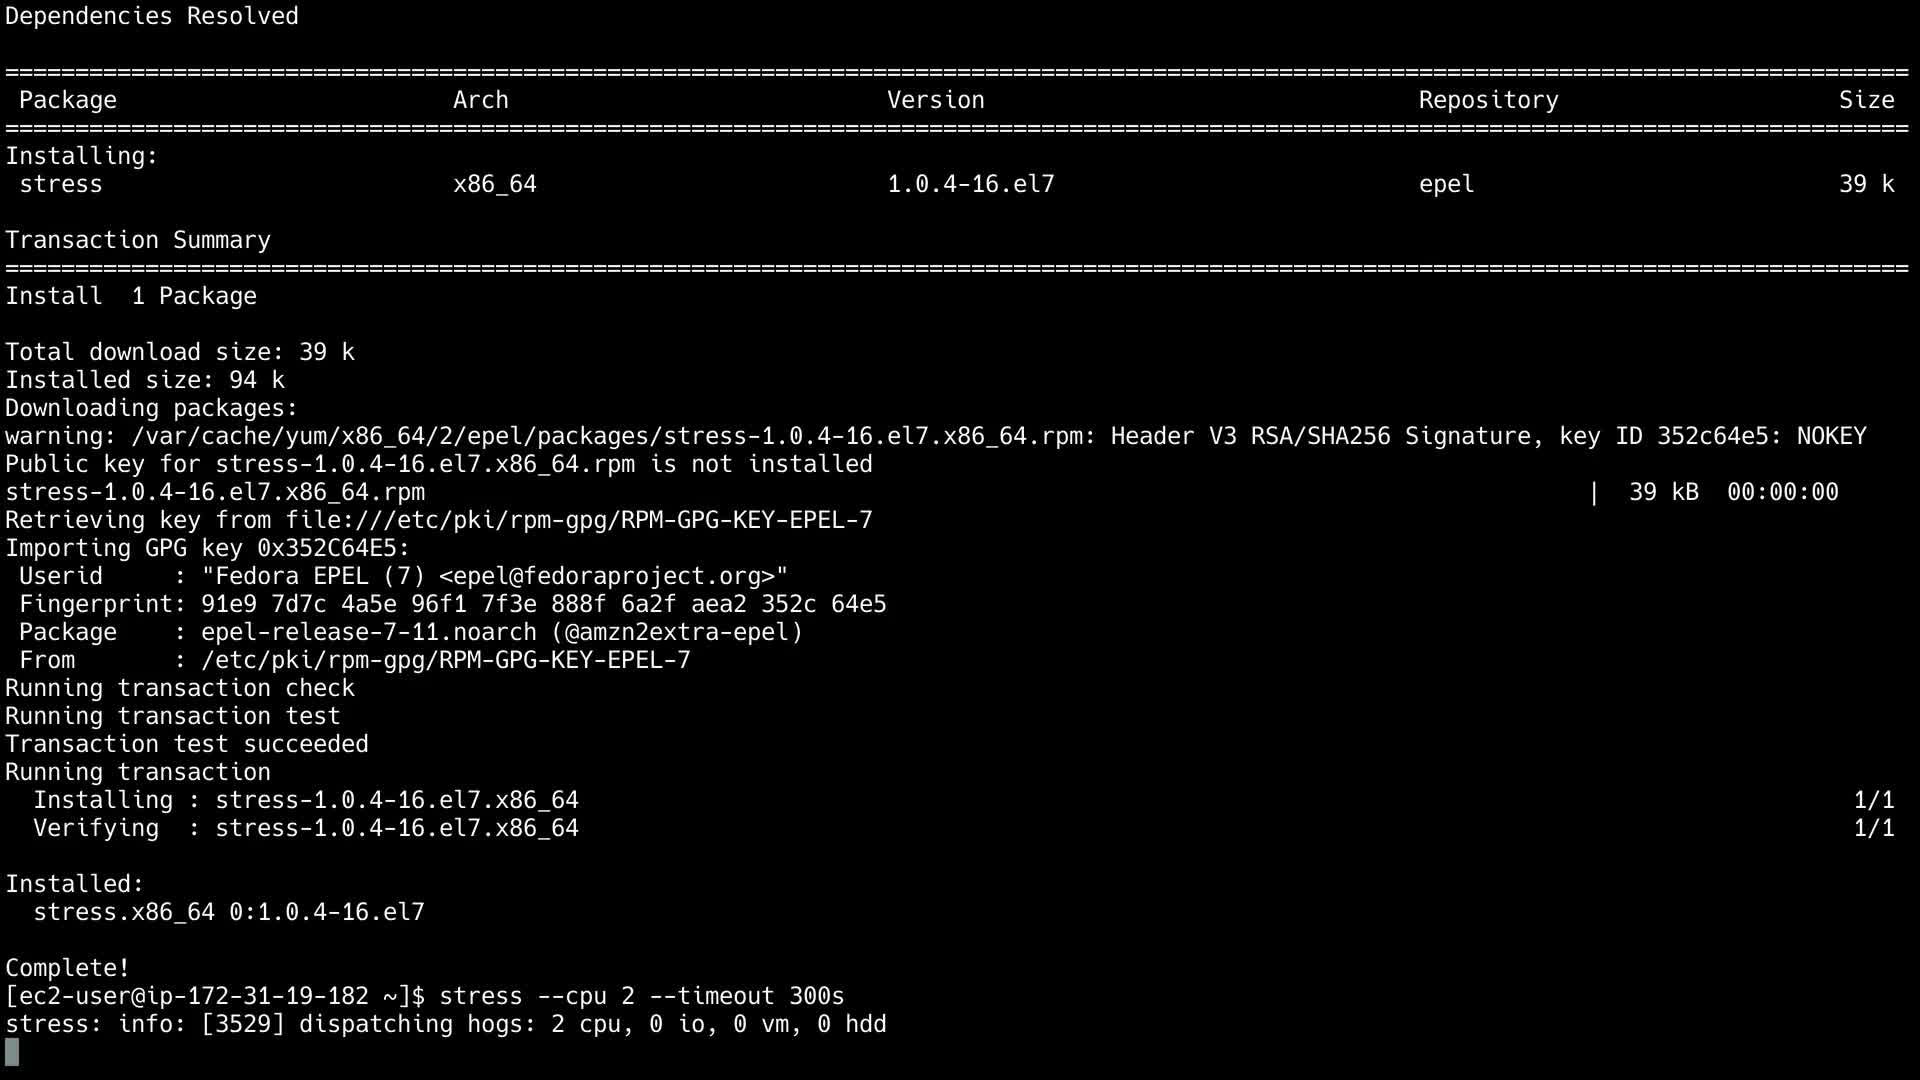 Dependencies Resolved
================================================================================================================================================
 Package                        Arch                           Version                               Repository                    Size
================================================================================================================================================
Installing:
 stress                         x86_64                         1.0.4-16.el7                          epel                          39 k

Transaction Summary
================================================================================================================================================
Install  1 Package

Total download size: 39 k
Installed size: 94 k
Downloading packages:
warning: /var/cache/yum/x86_64/2/epel/packages/stress-1.0.4-16.el7.x86_64.rpm: Header V3 RSA/SHA256 Signature, key ID 352c64e5: NOKEY
Public key for stress-1.0.4-16.el7.x86_64.rpm is not installed
stress-1.0.4-16.el7.x86_64.rpm                                                                                   |  39 kB  00:00:00
Retrieving key from file:///etc/pki/rpm-gpg/RPM-GPG-KEY-EPEL-7
Importing GPG key 0x352C64E5:
 Userid     : "Fedora EPEL (7) <epel@fedoraproject.org>"
 Fingerprint: 91e9 7d7c 4a5e 96f1 7f3e 888f 6a2f aea2 352c 64e5
 Package    : epel-release-7-11.noarch (@amzn2extra-epel)
 From       : /etc/pki/rpm-gpg/RPM-GPG-KEY-EPEL-7
Running transaction check
Running transaction test
Transaction test succeeded
Running transaction
  Installing : stress-1.0.4-16.el7.x86_64                                                                                           1/1
  Verifying  : stress-1.0.4-16.el7.x86_64                                                                                           1/1

Installed:
  stress.x86_64 0:1.0.4-16.el7

Complete!
[ec2-user@ip-172-31-19-182 ~]$ stress --cpu 2 --timeout 300s
stress: info: [3529] dispatching hogs: 2 cpu, 0 io, 0 vm, 0 hdd